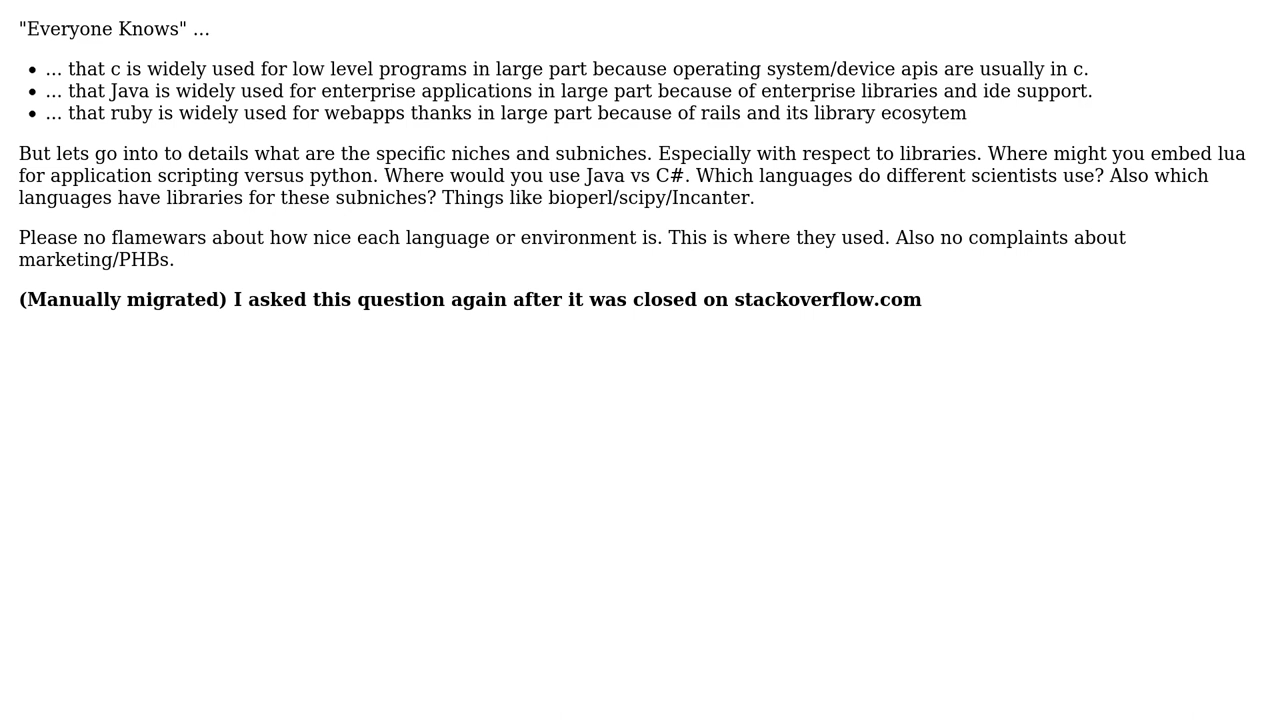 "Everyone Knows" ...
• ... that c is widely used for low level programs in large part because operating system/device apis are usually in c.
• ... that Java is widely used for enterprise applications in large part because of enterprise libraries and ide support.
• ... that ruby is widely used for webapps thanks in large part because of rails and its library ecosytem
But lets go into to details what are the specific niches and subniches. Especially with respect to libraries. Where might you embed lua
for application scripting versus python. Where would you use Java vs C#. Which languages do different scientists use? Also which
languages have libraries for these subniches? Things like bioperl/scipy/Incanter.
Please no flamewars about how nice each language or environment is. This is where they used. Also no complaints about
marketing/PHBs.
(Manually migrated) I asked this question again after it was closed on stackoverflow.com